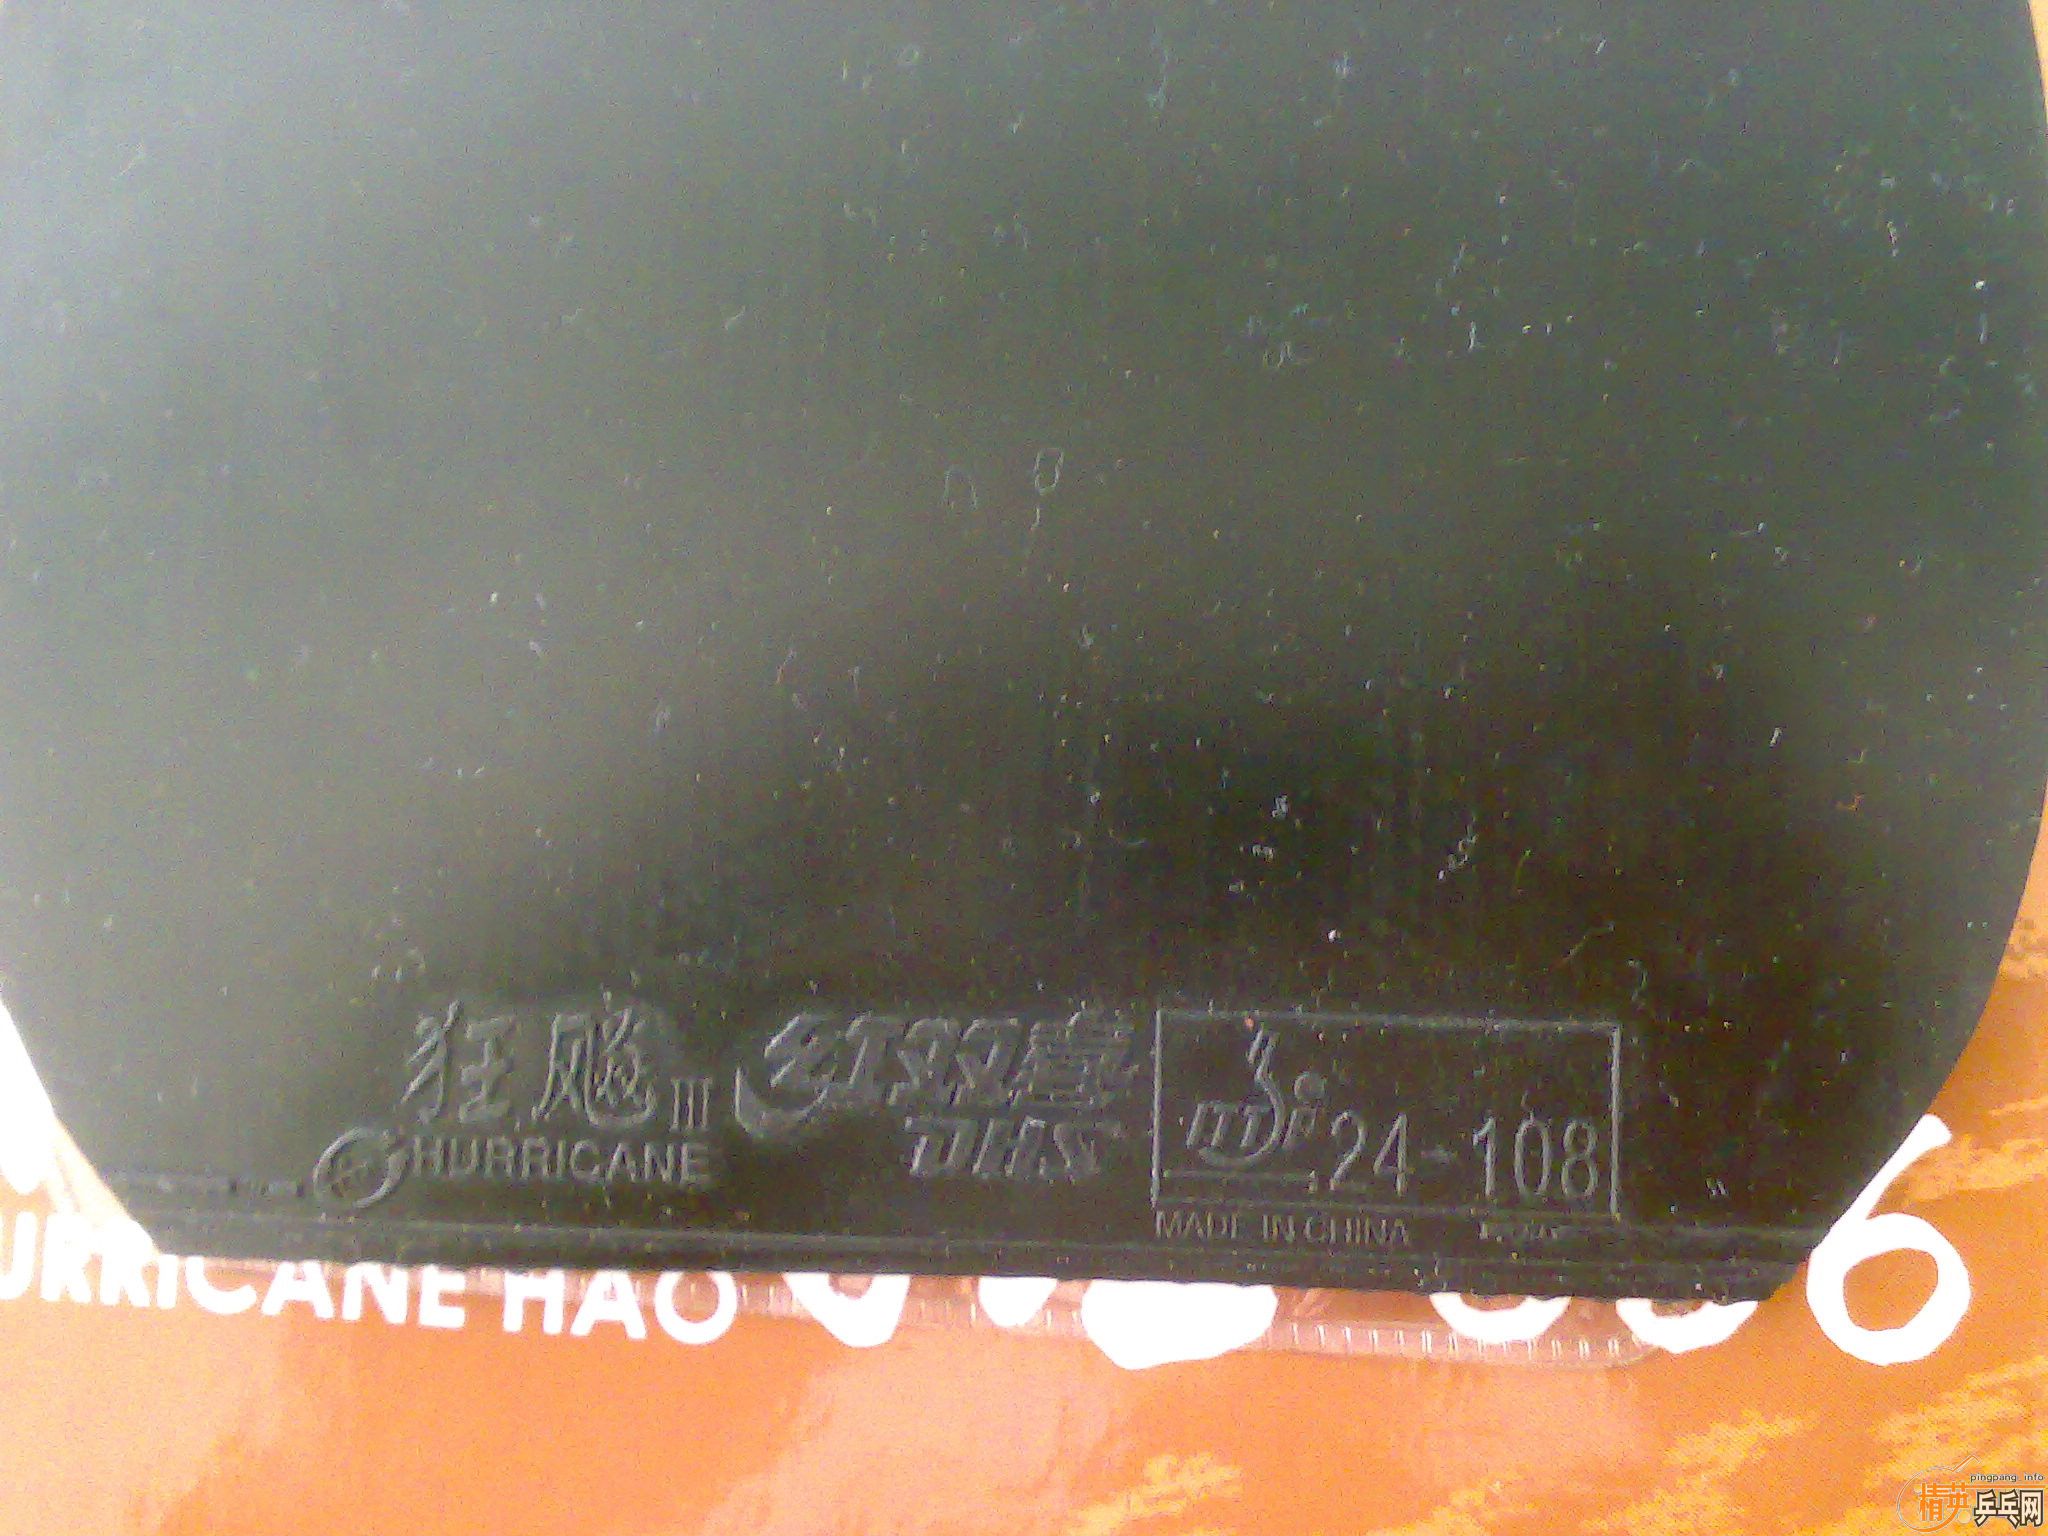 狂飚III
HURRICANE
红双喜
DHS
ITTF 24-108
MADE IN CHINA
URRICANE HAO
6
pingpang.info
精英乒乓网